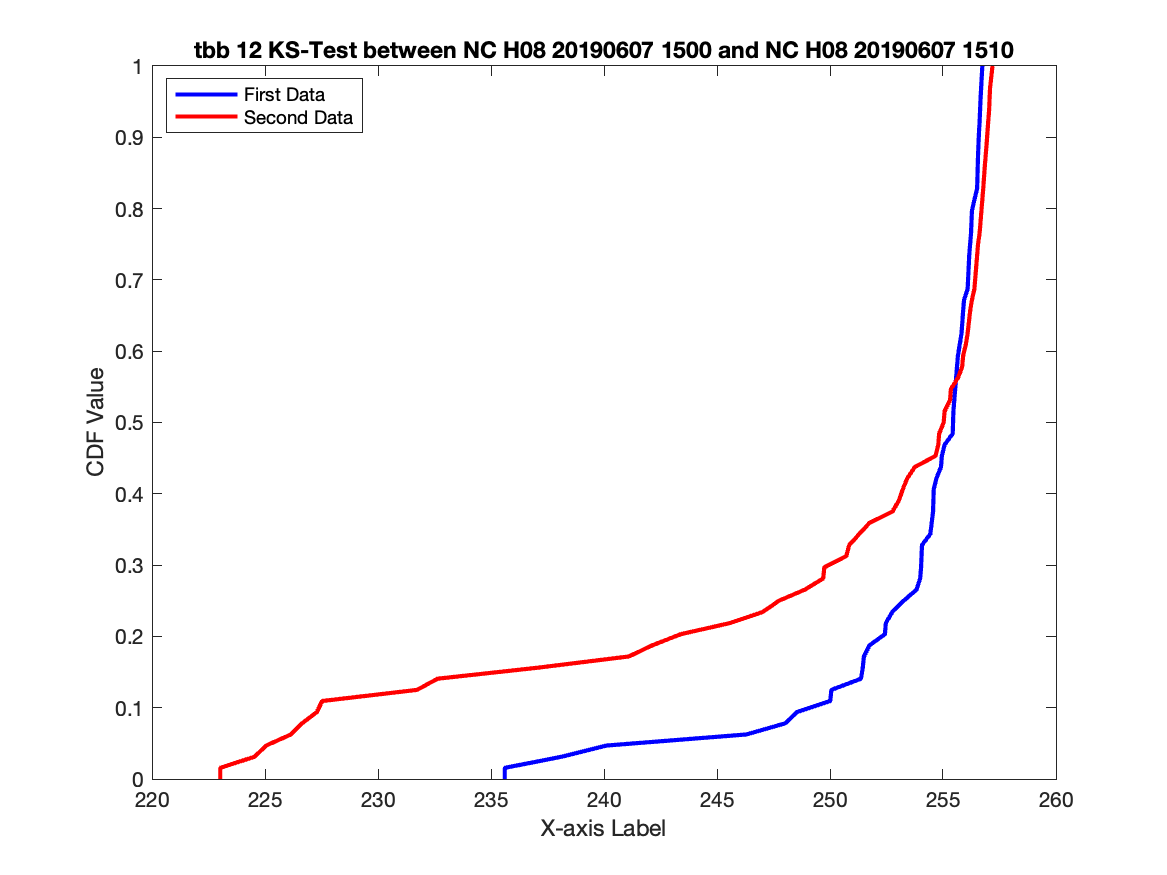 tbb 12 KS-Test between NC H08 20190607 1500 and NC H08 20190607 1510
First Data
Second Data
1
0.9
0.8
0.7
0.6
0.5
0.4
0.3
0.2
0.1
0
CDF Value
220 225 230 235 240 245 250 255 260
X-axis Label